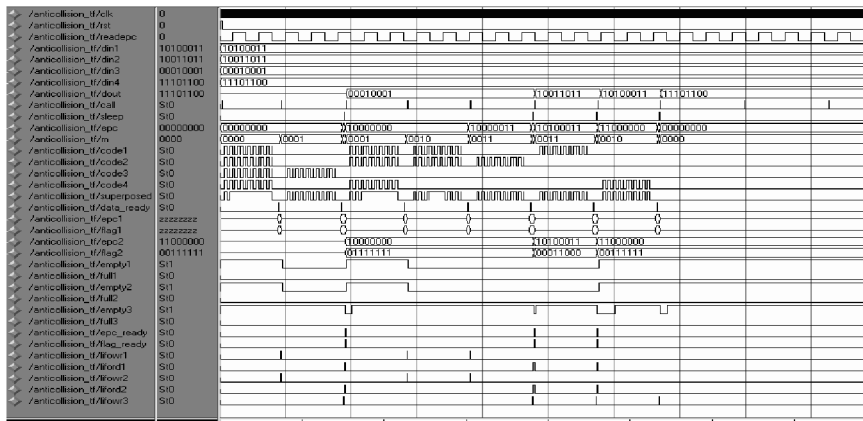 /anticollision_tf/clk 0
/anticollision_tf/rst 0
/anticollision_tf/readepc 0
/anticollision_tf/din1 10100011 10100011
/anticollision_tf/din2 10011011 10011011
/anticollision_tf/din3 00010001 00010001
/anticollision_tf/din4 11101100 11101100
/anticollision_tf/dout 11101100 00010001 10011011 10100011 11101100
/anticollision_tf/call St0
/anticollision_tf/sleep St0
/anticollision_tf/epc 00000000 00000000 10000000 10000011 10100011 11000000 00000000
/anticollision_tf/m 0000 0000 0001 0001 0010 0011 0011 0010 0000
/anticollision_tf/code1 St0
/anticollision_tf/code2 St0
/anticollision_tf/code3 St0
/anticollision_tf/code4 St0
/anticollision_tf/superposed St0
/anticollision_tf/data_ready St0
/anticollision_tf/epc1 zzzzzzzz
/anticollision_tf/flag1 zzzzzzzz
/anticollision_tf/epc2 11000000 10000000 10100011 11000000
/anticollision_tf/flag2 00111111 01111111 00011000 00111111
/anticollision_tf/empty1 St1
/anticollision_tf/full1 St0
/anticollision_tf/empty2 St1
/anticollision_tf/full2 St0
/anticollision_tf/empty3 St1
/anticollision_tf/full3 St0
/anticollision_tf/epc_ready St0
/anticollision_tf/flag_ready St0
/anticollision_tf/lifowr1 St0
/anticollision_tf/liford1 St0
/anticollision_tf/lifowr2 St0
/anticollision_tf/liford2 St0
/anticollision_tf/lifowr3 St0